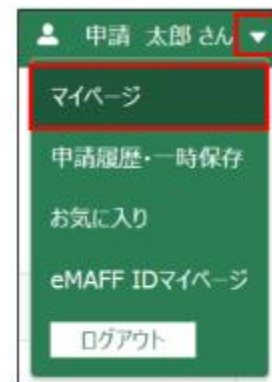 申請 太郎 さん
マイページ
申請履歴・一時保存
お気に入り
eMAFF IDマイページ
ログアウト